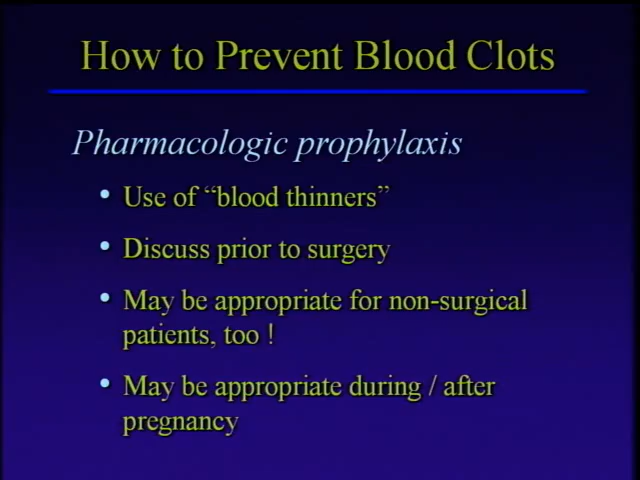 How to Prevent Blood Clots
Pharmacologic prophylaxis
• Use of “blood thinners”
• Discuss prior to surgery
• May be appropriate for non-surgical
patients, too !
• May be appropriate during / after
pregnancy